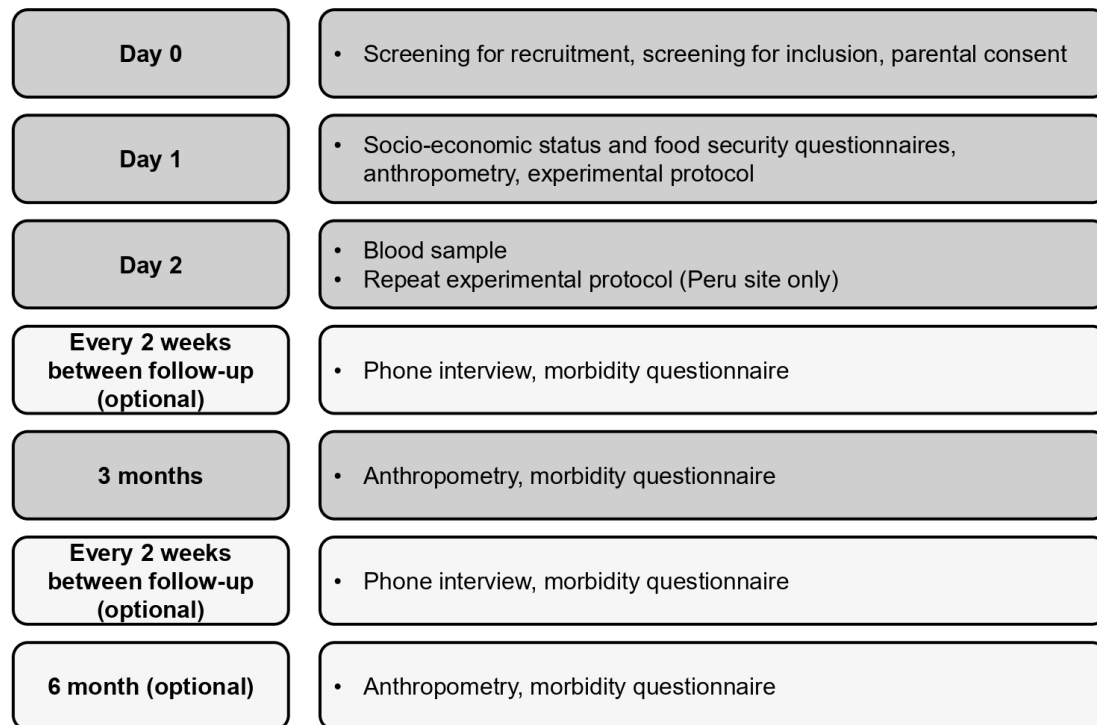 Day 0
• Screening for recruitment, screening for inclusion, parental consent
Day 1
• Socio-economic status and food security questionnaires,
anthropometry, experimental protocol
Day 2
• Blood sample
• Repeat experimental protocol (Peru site only)
Every 2 weeks
between follow-up
(optional)
• Phone interview, morbidity questionnaire
3 months
• Anthropometry, morbidity questionnaire
Every 2 weeks
between follow-up
(optional)
• Phone interview, morbidity questionnaire
6 month (optional)
• Anthropometry, morbidity questionnaire